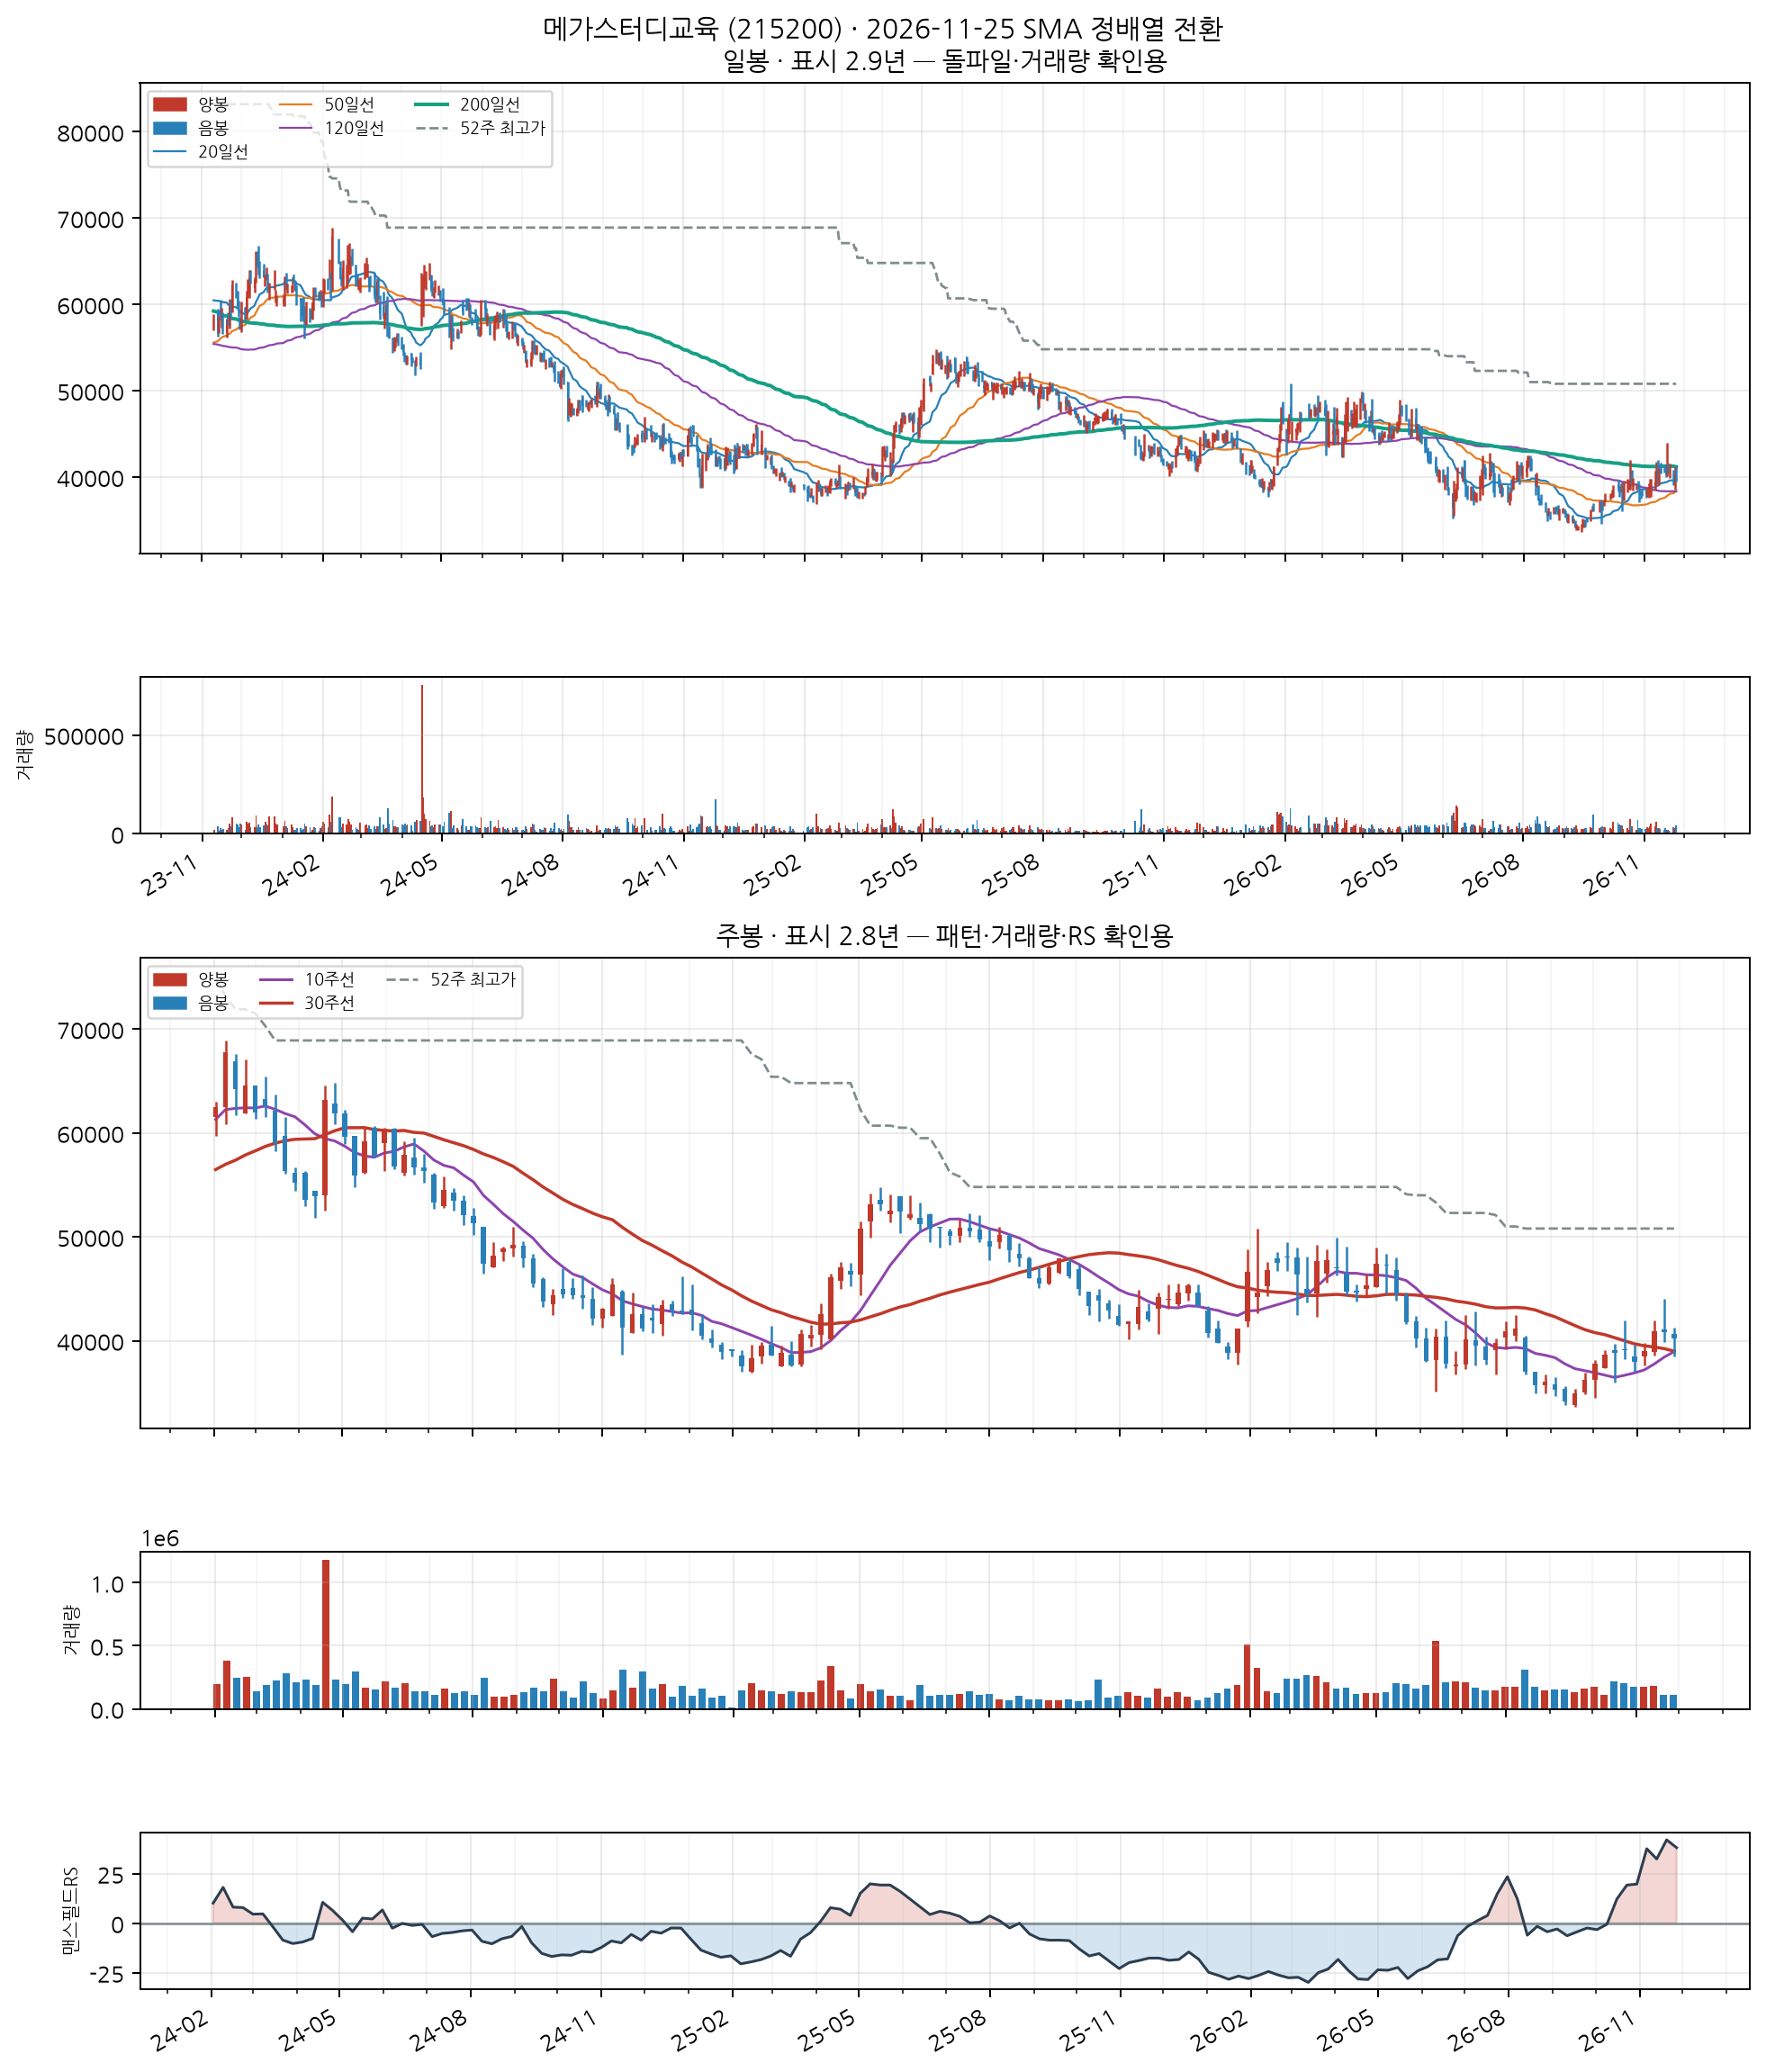 메가스터디교육 (215200) · 2026-11-25 SMA 정배열 전환
일봉 · 표시 2.9년 — 돌파일·거래량 확인용
양봉
음봉
20일선
50일선
120일선
200일선
52주 최고가
80000
70000
60000
50000
40000
거래량
500000
0
23-11
24-02
24-05
24-08
24-11
25-02
25-05
25-08
25-11
26-02
26-05
26-08
26-11
주봉 · 표시 2.8년 — 패턴·거래량·RS 확인용
양봉
음봉
10주선
30주선
52주 최고가
70000
60000
50000
40000
1e6
거래량
1.0
0.5
0.0
맨스필드RS
25
0
-25
24-02
24-05
24-08
24-11
25-02
25-05
25-08
25-11
26-02
26-05
26-08
26-11